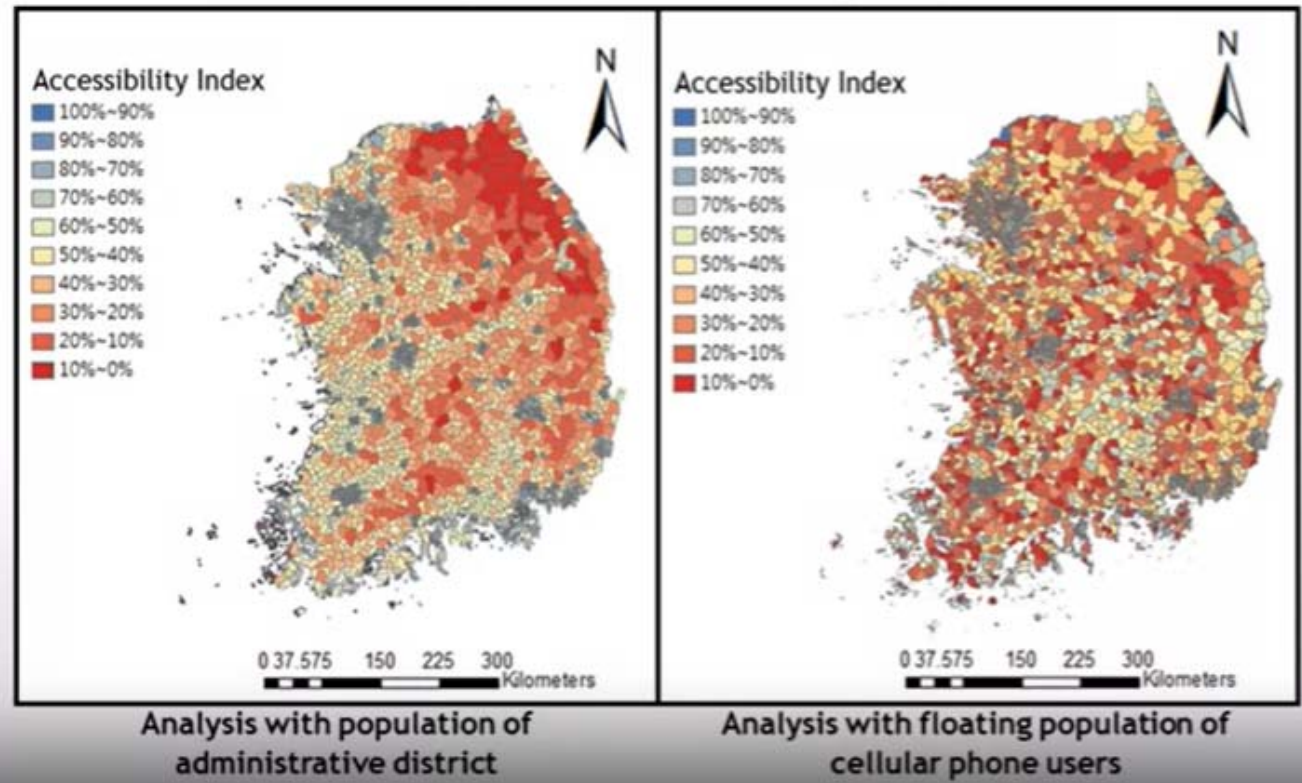 Accessibility Index
100%~90%
90%~80%
80%~70%
70%~60%
60%~50%
50%~40%
40%~30%
30%~20%
20%~10%
10%~0%
N
0 37.575 150 225 300
Kilometers
Analysis with population of
administrative district
Accessibility Index
100%~90%
90%~80%
80%~70%
70%~60%
60%~50%
50%~40%
40%~30%
30%~20%
20%~10%
10%~0%
N
0 37.575 150 225 300
Kilometers
Analysis with floating population of
cellular phone users